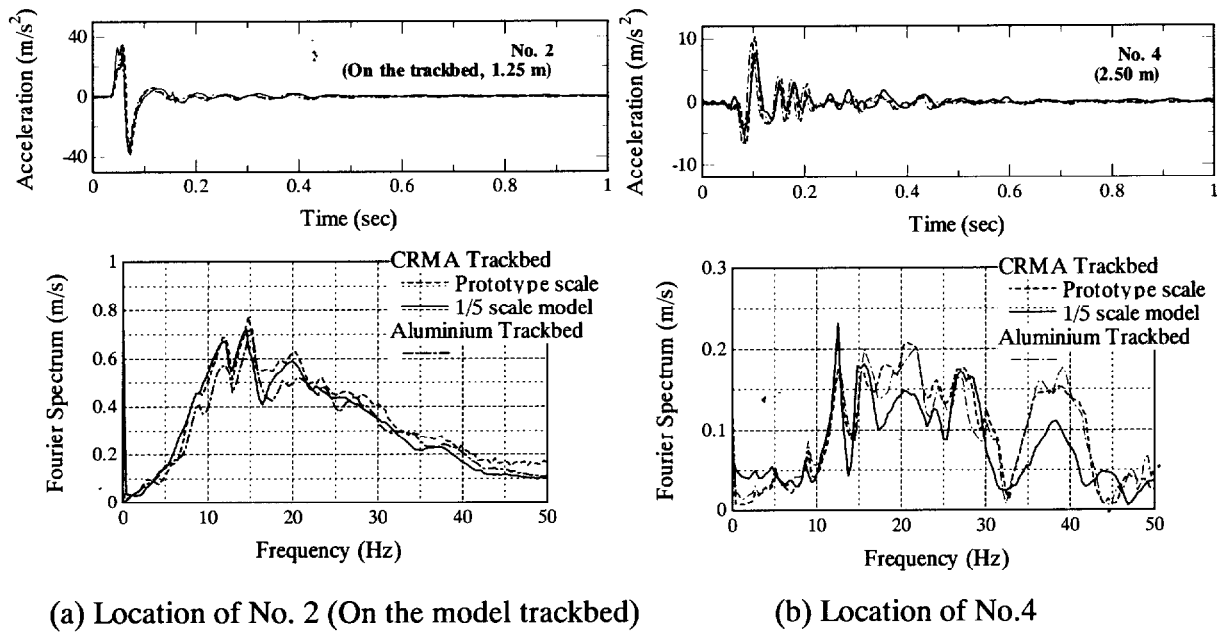 Acceleration (m/s²)
40
0
-40
No. 2
(On the trackbed, 1.25 m)
0 0.2 0.4 0.6 0.8 1
Time (sec)
Acceleration (m/s²)
10
0
-10
No. 4
(2.50 m)
0 0.2 0.4 0.6 0.8 1
Time (sec)
Fourier Spectrum (m/s)
1
0.8
0.6
0.4
0.2
0
CRMA Trackbed
Prototype scale
1/5 scale model
Aluminium Trackbed
0 10 20 30 40 50
Frequency (Hz)
Fourier Spectrum (m/s)
0.3
0.2
0.1
0
CRMA Trackbed
Prototype scale
1/5 scale model
Aluminium Trackbed
0 10 20 30 40 50
Frequency (Hz)
(a) Location of No. 2 (On the model trackbed)
(b) Location of No.4